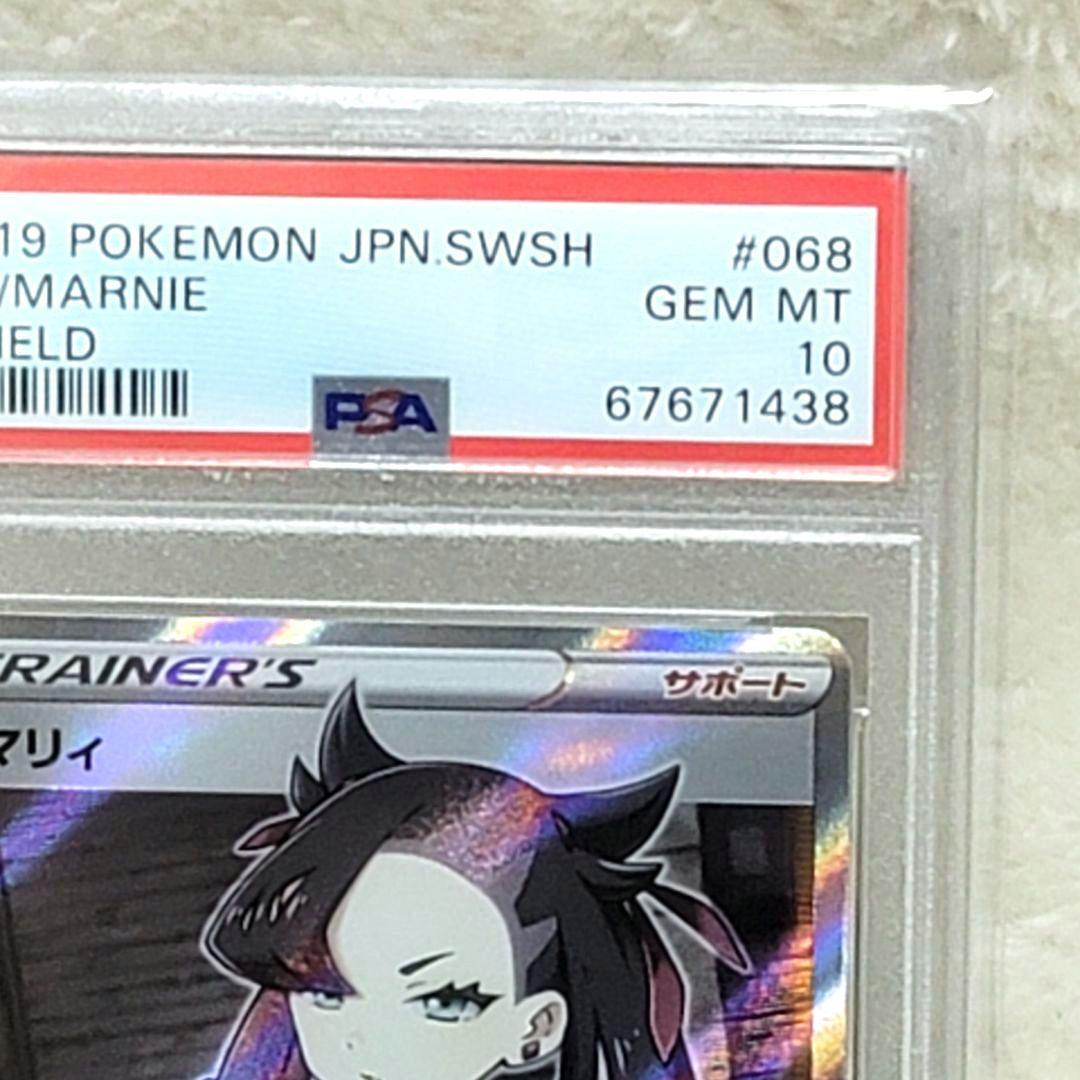 19 POKEMON JPN.SWSH #068
/MARNIE GEM MT
IELD 10
PSA 67671438
TRAINER'S サポート
マリィ